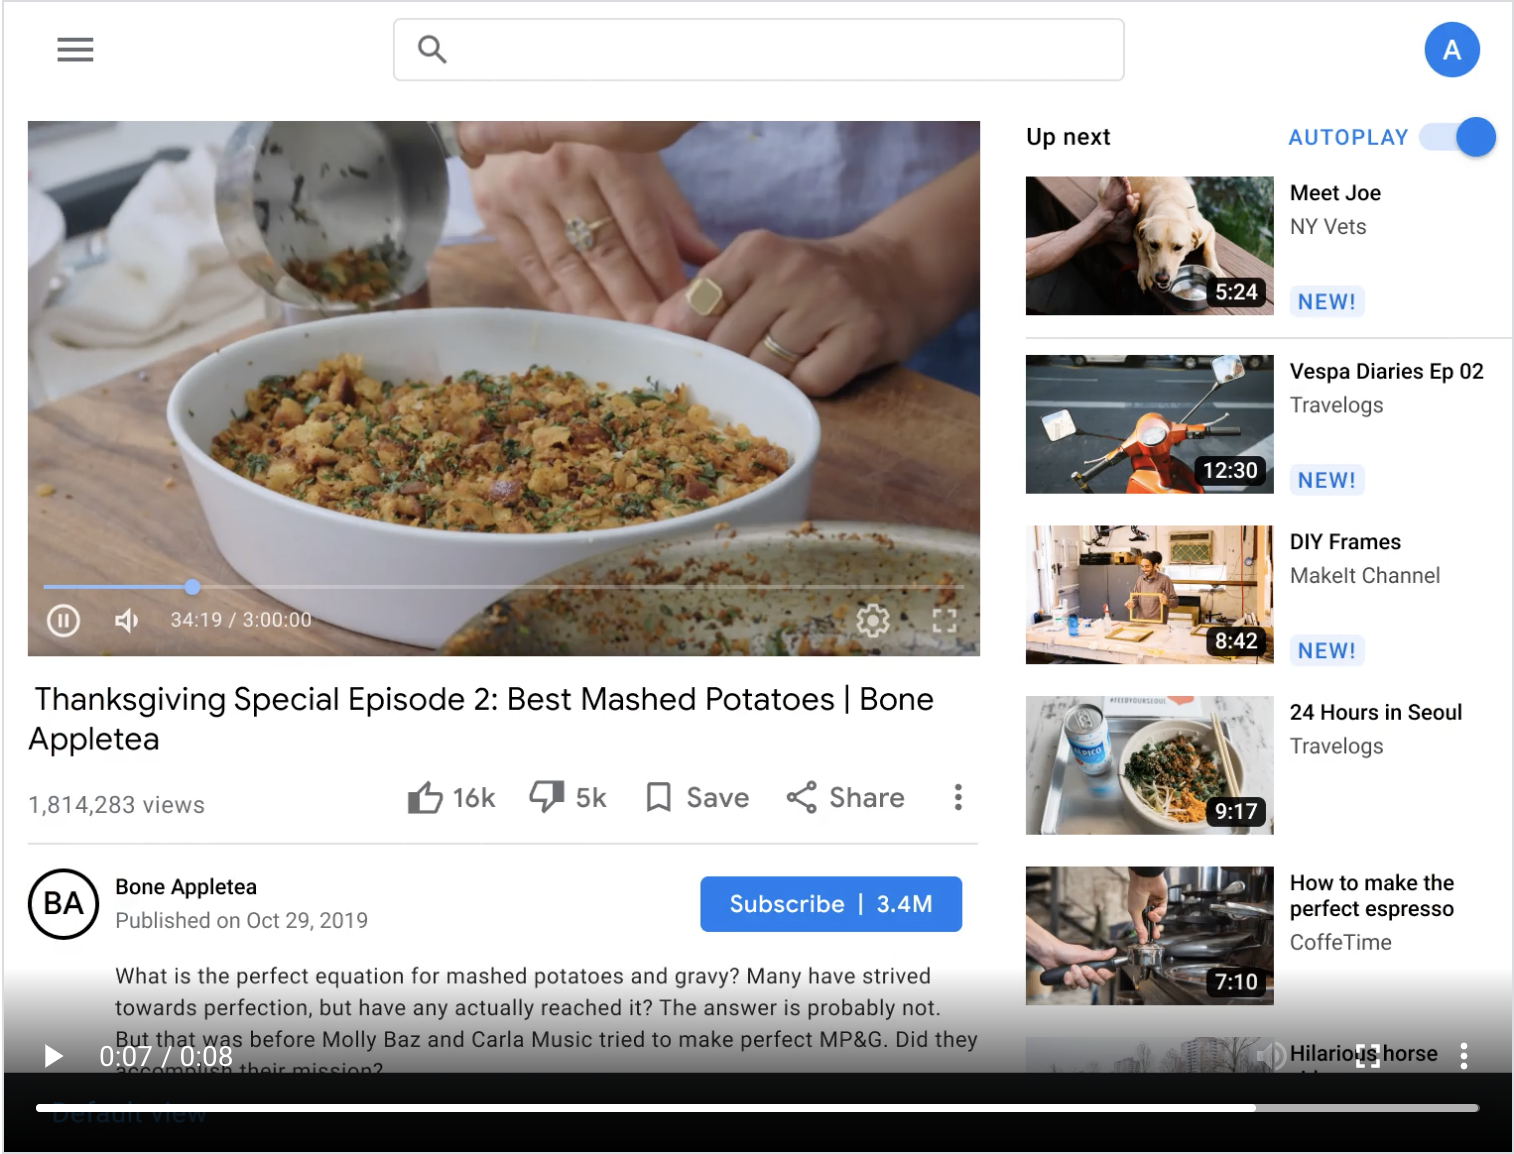 A
Up next
AUTOPLAY
Meet Joe
NY Vets
5:24
NEW!
Vespa Diaries Ep 02
Travelogs
12:30
NEW!
DIY Frames
MakeIt Channel
8:42
NEW!
#FEEDYOURSEOUL
24 Hours in Seoul
Travelogs
9:17
How to make the
perfect espresso
CoffeTime
7:10
Hilarious horse
34:19 / 3:00:00
Thanksgiving Special Episode 2: Best Mashed Potatoes | Bone
Appletea
1,814,283 views
16k
5k
Save
Share
BA
Bone Appletea
Published on Oct 29, 2019
Subscribe | 3.4M
What is the perfect equation for mashed potatoes and gravy? Many have strived
towards perfection, but have any actually reached it? The answer is probably not.
But that was before Molly Baz and Carla Music tried to make perfect MP&G. Did they
accomplish their mission?
0:07 / 0:08
Default view